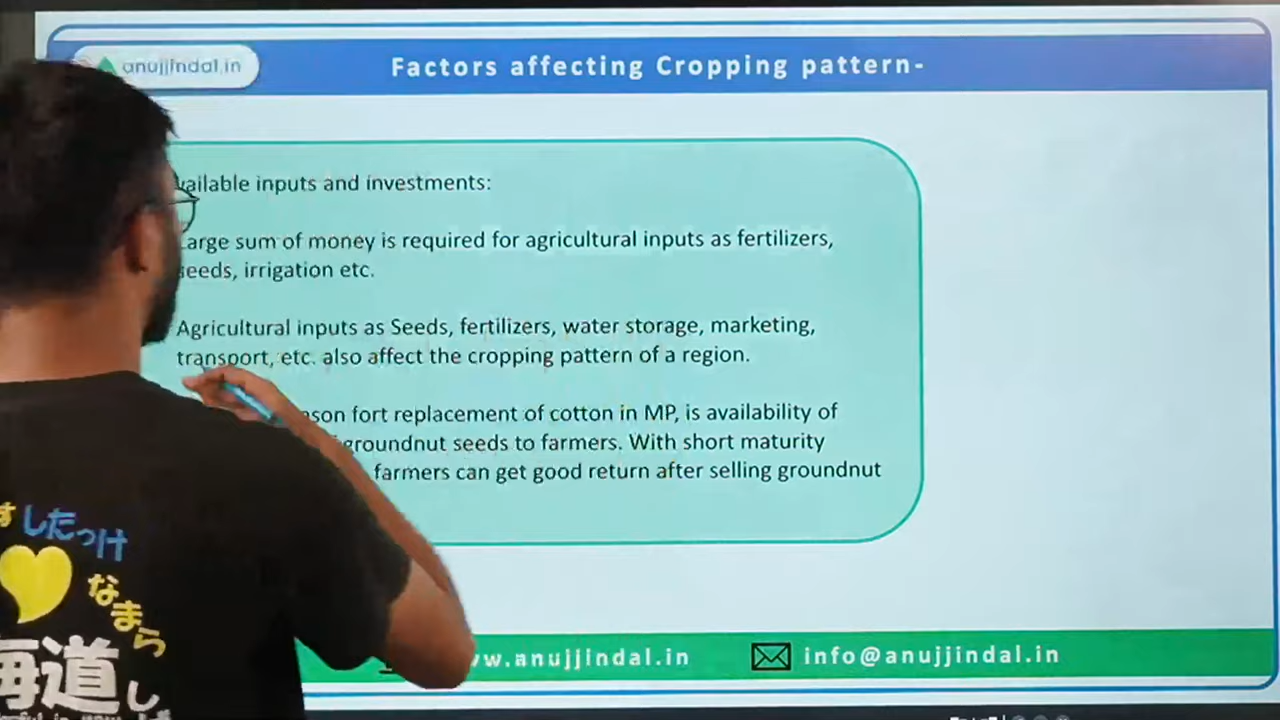 anujjindal.in
Factors affecting Cropping pattern-
vailable inputs and investments:
Large sum of money is required for agricultural inputs as fertilizers,
seeds, irrigation etc.
Agricultural inputs as Seeds, fertilizers, water storage, marketing,
transport, etc. also affect the cropping pattern of a region.
fort replacement of cotton in MP, is availability of
groundnut seeds to farmers. With short maturity
farmers can get good return after selling groundnut
w.anujjindal.in
info@anujjindal.in
したっけ
なまら
海道し